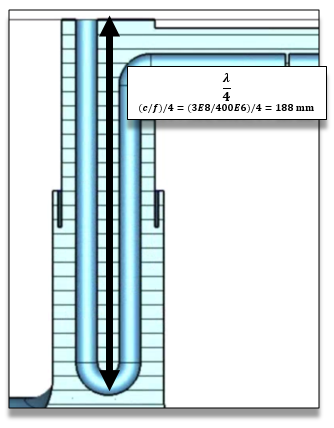 λ
4
(c/f)/4 = (3E8/400E6)/4 = 188 mm